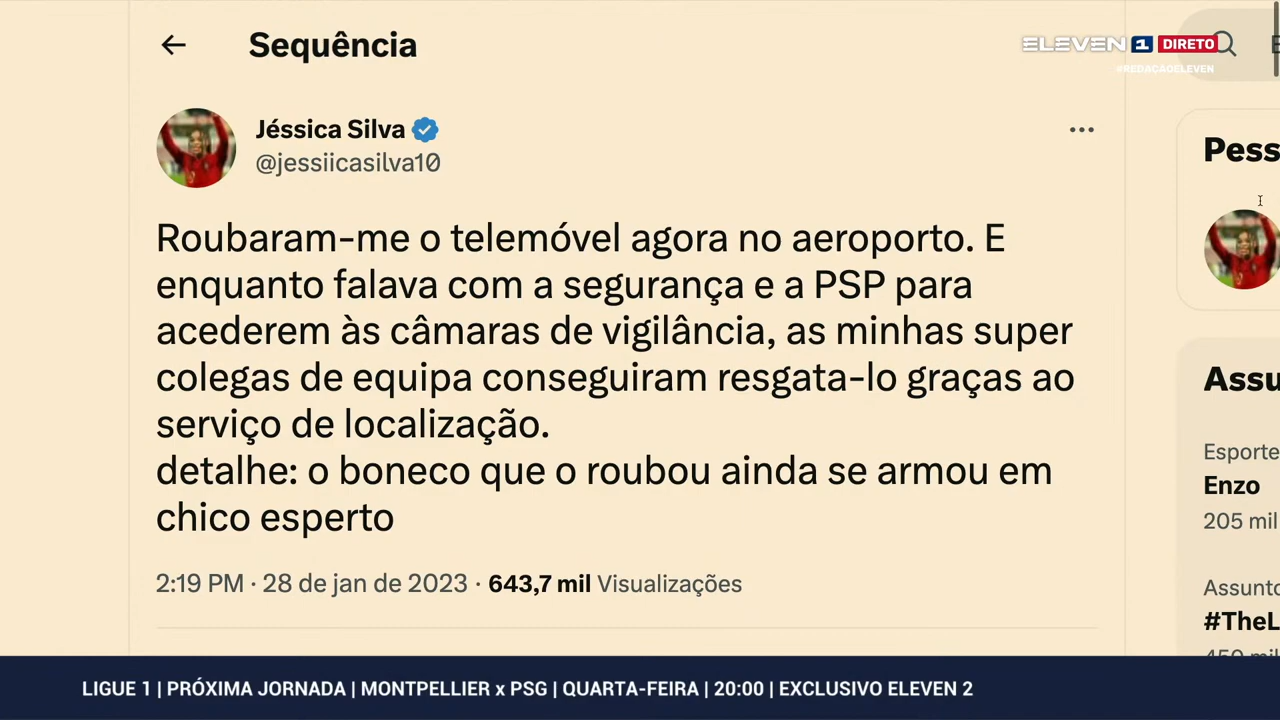 Sequência
ELEVEN 1 DIRETO
#REDAÇÃOELEVEN
Jéssica Silva
@jessiicasilva10
Roubaram-me o telemóvel agora no aeroporto. E
enquanto falava com a segurança e a PSP para
acederem às câmaras de vigilância, as minhas super
colegas de equipa conseguiram resgata-lo graças ao
serviço de localização.
detalhe: o boneco que o roubou ainda se armou em
chico esperto
2:19 PM · 28 de jan de 2023 · 643,7 mil Visualizações
Pess
Assu
Esporte
Enzo
205 mil
Assunto
#TheL
450 mil
LIGUE 1 | PRÓXIMA JORNADA | MONTPELLIER x PSG | QUARTA-FEIRA | 20:00 | EXCLUSIVO ELEVEN 2